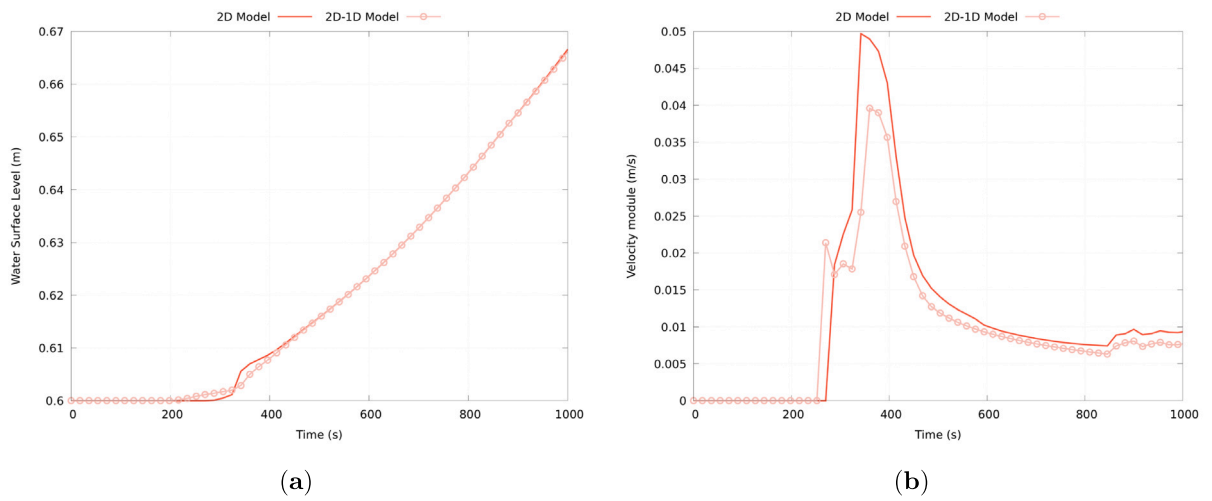 2D Model 2D-1D Model
0.67
0.66
0.65
0.64
0.63
0.62
0.61
0.6
Water Surface Level (m)
0 200 400 600 800 1000
Time (s)
(a)
2D Model 2D-1D Model
0.05
0.045
0.04
0.035
0.03
0.025
0.02
0.015
0.01
0.005
0
Velocity module (m/s)
0 200 400 600 800 1000
Time (s)
(b)